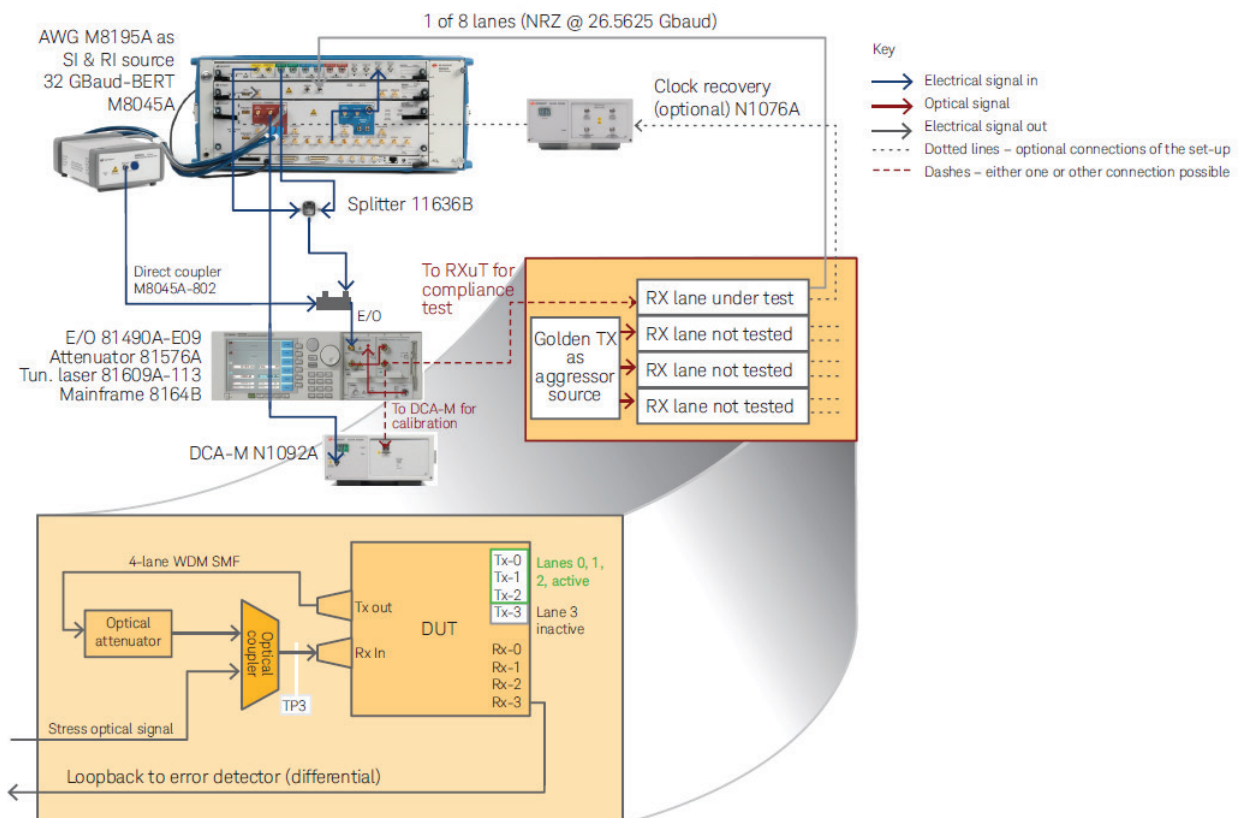 1 of 8 lanes (NRZ @ 26.5625 Gbaud)
AWG M8195A as
SI & RI source
32 GBaud-BERT
M8045A
Clock recovery
(optional) N1076A
Key
Electrical signal in
Optical signal
Electrical signal out
Dotted lines – optional connections of the set-up
Dashes – either one or other connection possible
Splitter 11636B
Direct coupler
M8045A-802
E/O
To RXuT for
compliance
test
E/O 81490A-E09
Attenuator 81576A
Tun. laser 81609A-113
Mainframe 8164B
To DCA-M for
calibration
DCA-M N1092A
Golden TX
as
aggressor
source
RX lane under test
RX lane not tested
RX lane not tested
RX lane not tested
4-lane WDM SMF
Optical
attenuator
Optical
coupler
TP3
Tx out
Rx In
DUT
Tx-0
Tx-1
Tx-2
Tx-3
Lanes 0, 1,
2, active
Lane 3
inactive
Rx-0
Rx-1
Rx-2
Rx-3
Stress optical signal
Loopback to error detector (differential)